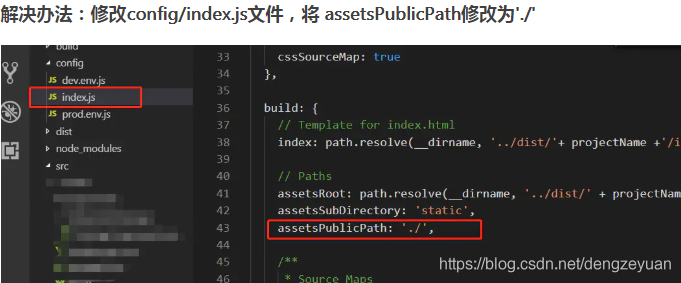 解决办法：修改config/index.js文件，将 assetsPublicPath修改为'./'
build
config
JS dev.env.js
JS index.js
JS prod.env.js
dist
node_modules
src
33 cssSourceMap: true
34 },
35
36 build: {
37 // Template for index.html
38 index: path.resolve(__dirname, '../dist/'+ projectName +'/i
39
40 // Paths
41 assetsRoot: path.resolve(__dirname, '../dist/' + projectNam
42 assetsSubDirectory: 'static',
43 assetsPublicPath: './',
44
45 /**
46 * Source Maps
https://blog.csdn.net/dengzeyuan